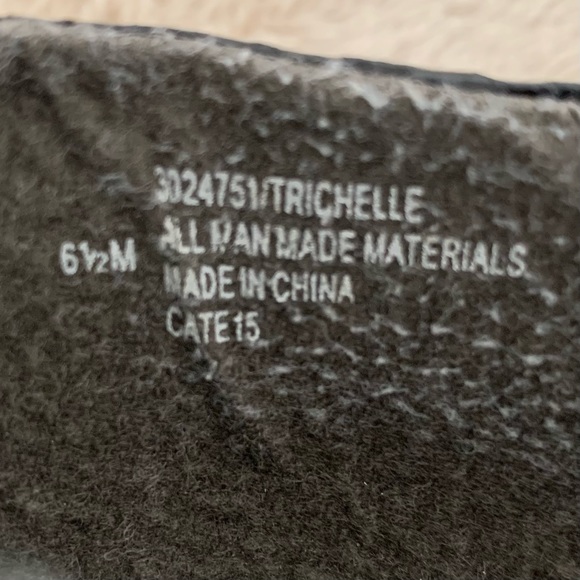 3024751/TRICHELLE
6½M ALL MAN MADE MATERIALS
MADE IN CHINA
CATE15